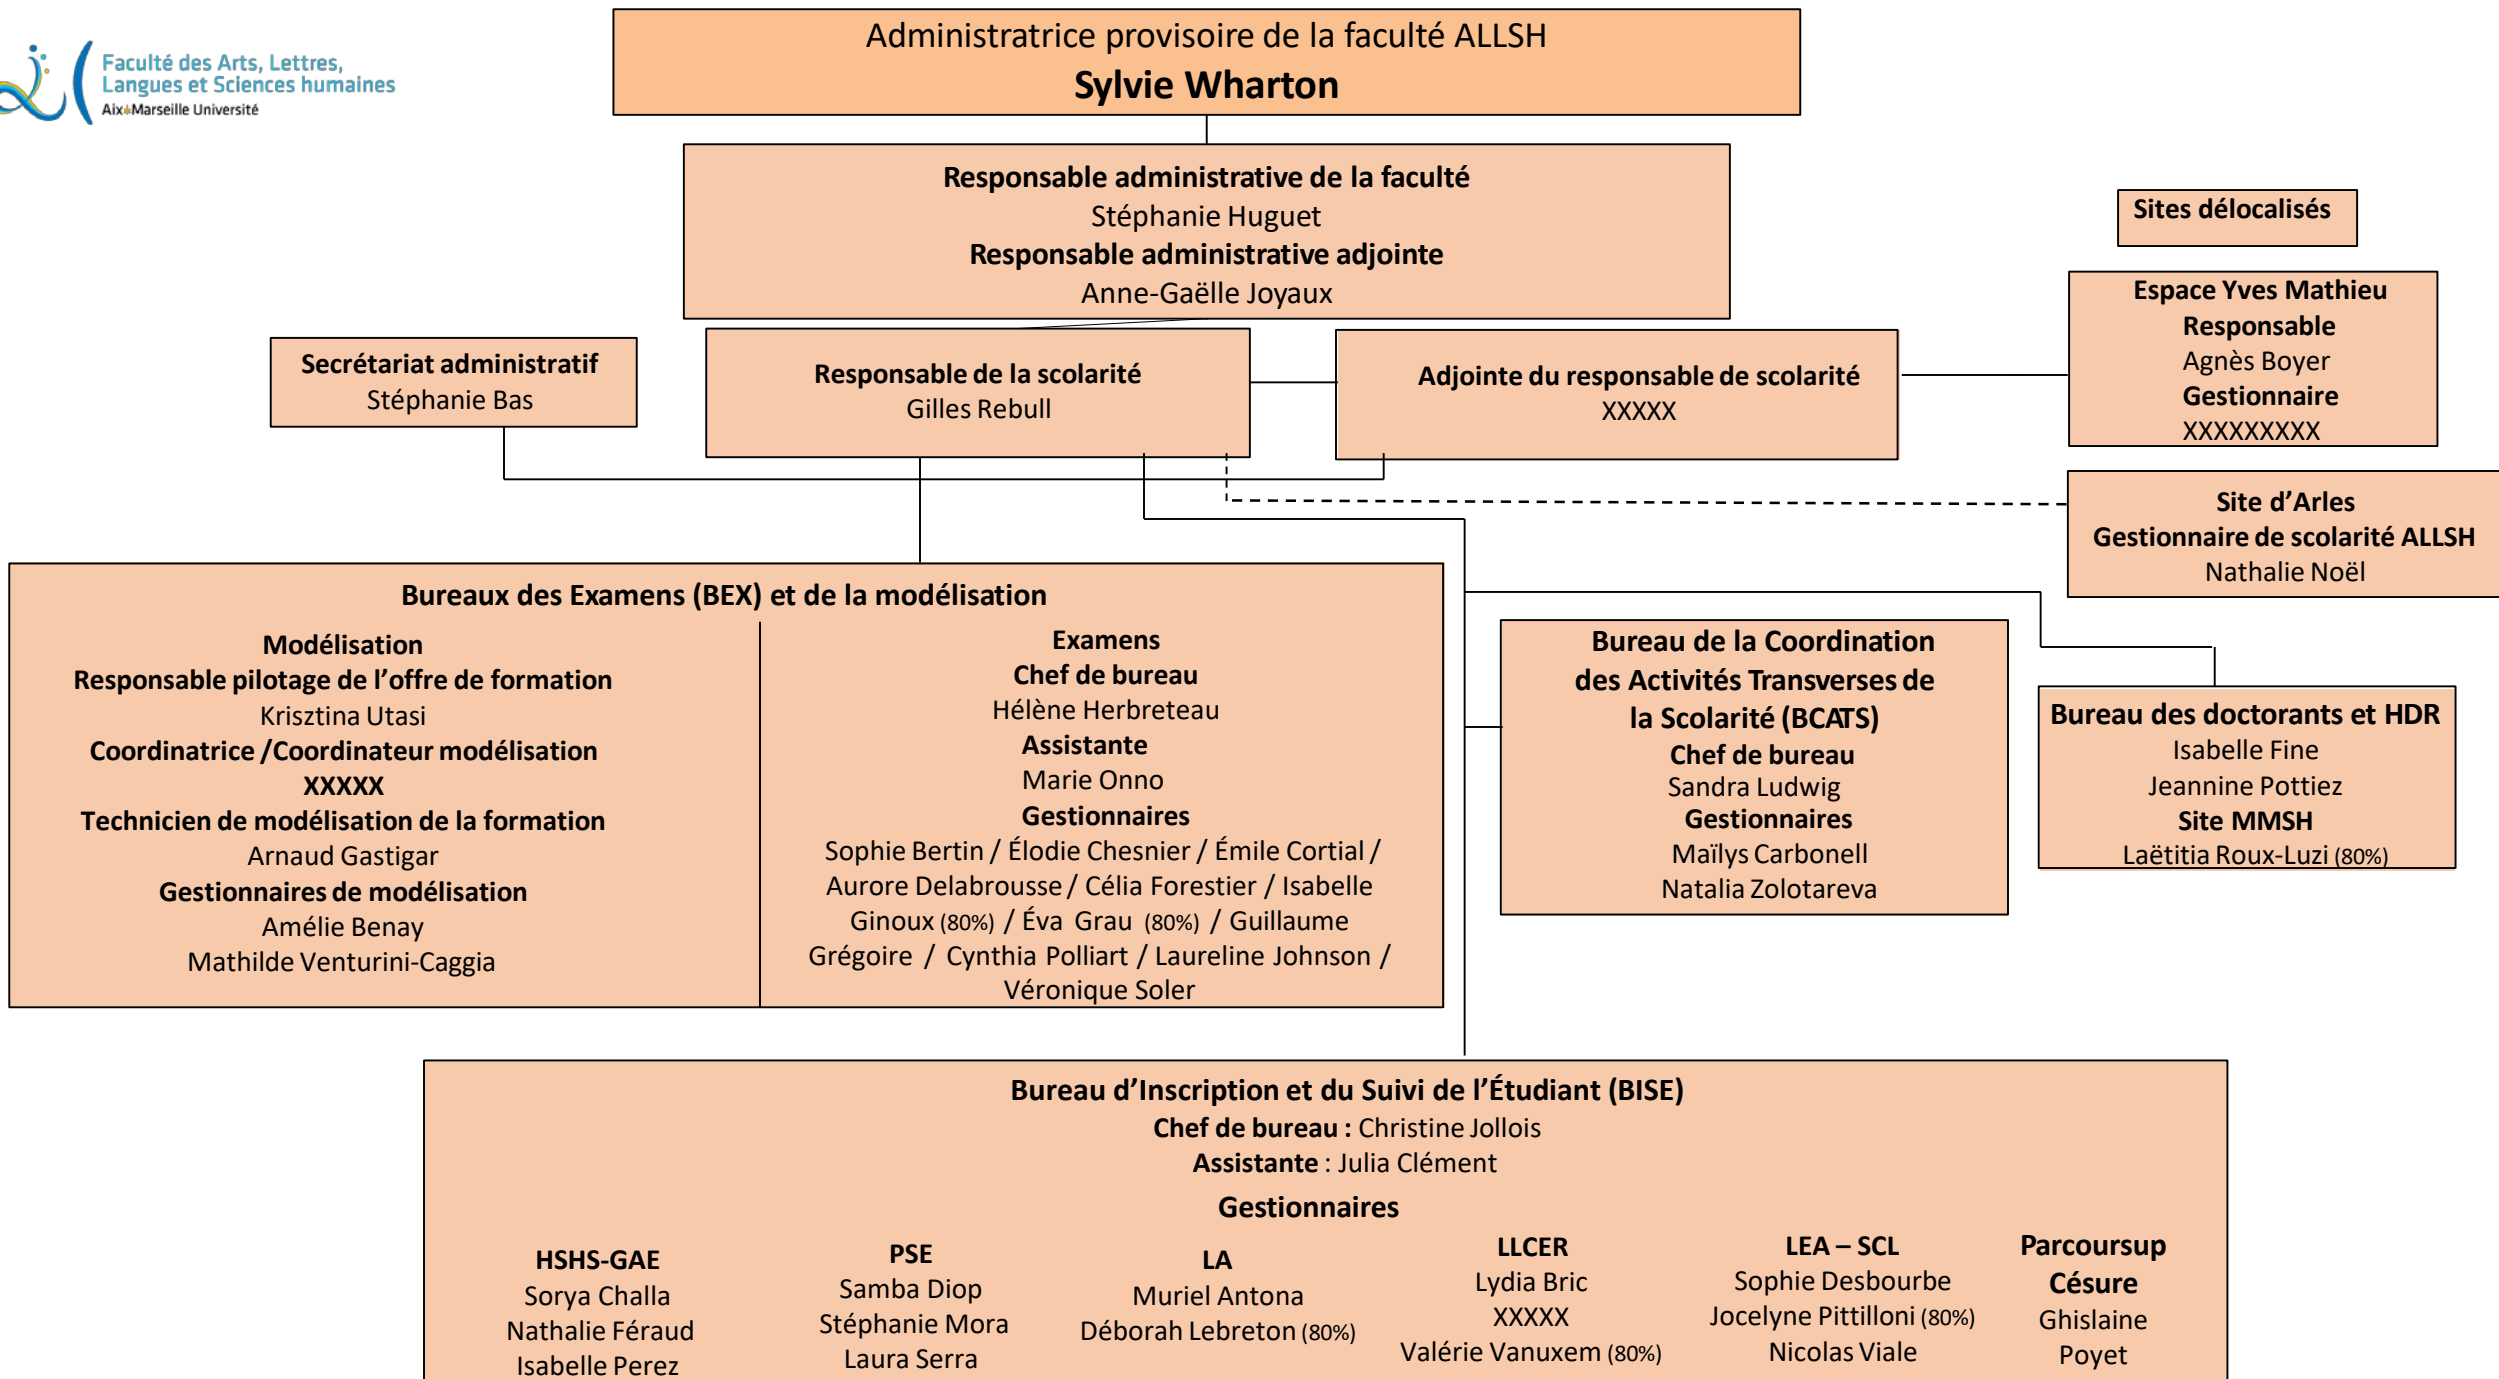 Faculté des Arts, Lettres,
Langues et Sciences humaines
Aix Marseille Université
Administratrice provisoire de la faculté ALLSH
Sylvie Wharton
Responsable administrative de la faculté
Stéphanie Huguet
Responsable administrative adjointe
Anne-Gaëlle Joyaux
Sites délocalisés
Espace Yves Mathieu
Responsable
Agnès Boyer
Gestionnaire
XXXXXXXXX
Secrétariat administratif
Stéphanie Bas
Responsable de la scolarité
Gilles Rebull
Adjointe du responsable de scolarité
XXXXX
Site d’Arles
Gestionnaire de scolarité ALLSH
Nathalie Noël
Bureaux des Examens (BEX) et de la modélisation
Modélisation
Responsable pilotage de l’offre de formation
Krisztina Utasi
Coordinatrice /Coordinateur modélisation
XXXXX
Technicien de modélisation de la formation
Arnaud Gastigar
Gestionnaires de modélisation
Amélie Benay
Mathilde Venturini-Caggia
Examens
Chef de bureau
Hélène Herbreteau
Assistante
Marie Onno
Gestionnaires
Sophie Bertin / Élodie Chesnier / Émile Cortial /
Aurore Delabrousse / Célia Forestier / Isabelle
Ginoux (80%) / Éva Grau (80%) / Guillaume
Grégoire / Cynthia Polliart / Laureline Johnson /
Véronique Soler
Bureau de la Coordination
des Activités Transverses de
la Scolarité (BCATS)
Chef de bureau
Sandra Ludwig
Gestionnaires
Maïlys Carbonell
Natalia Zolotareva
Bureau des doctorants et HDR
Isabelle Fine
Jeannine Pottiez
Site MMSH
Laëtitia Roux-Luzi (80%)
Bureau d’Inscription et du Suivi de l’Étudiant (BISE)
Chef de bureau : Christine Jollois
Assistante : Julia Clément
Gestionnaires
HSHS-GAE
Sorya Challa
Nathalie Féraud
Isabelle Perez
PSE
Samba Diop
Stéphanie Mora
Laura Serra
LA
Muriel Antona
Déborah Lebreton (80%)
LLCER
Lydia Bric
XXXXX
Valérie Vanuxem (80%)
LEA – SCL
Sophie Desbourbe
Jocelyne Pittilloni (80%)
Nicolas Viale
Parcoursup
Césure
Ghislaine
Poyet